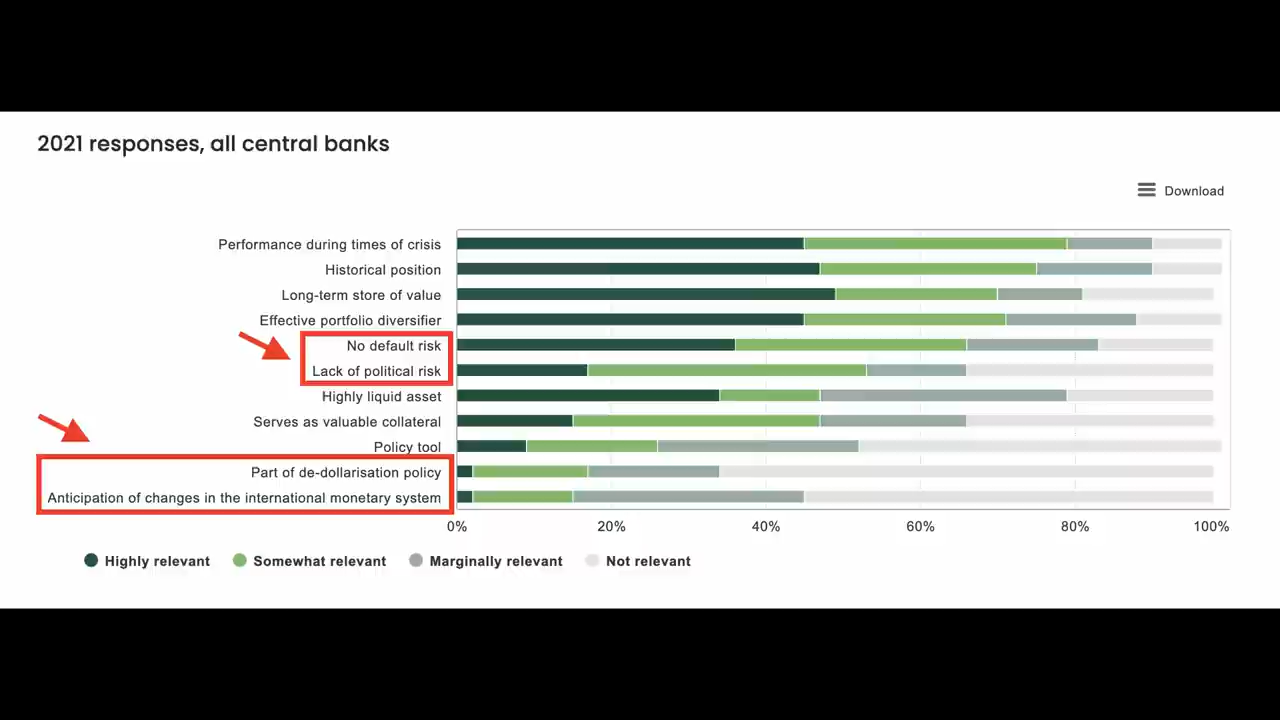 2021 responses, all central banks
Download
Performance during times of crisis
Historical position
Long-term store of value
Effective portfolio diversifier
No default risk
Lack of political risk
Highly liquid asset
Serves as valuable collateral
Policy tool
Part of de-dollarisation policy
Anticipation of changes in the international monetary system
0% 20% 40% 60% 80% 100%
Highly relevant Somewhat relevant Marginally relevant Not relevant